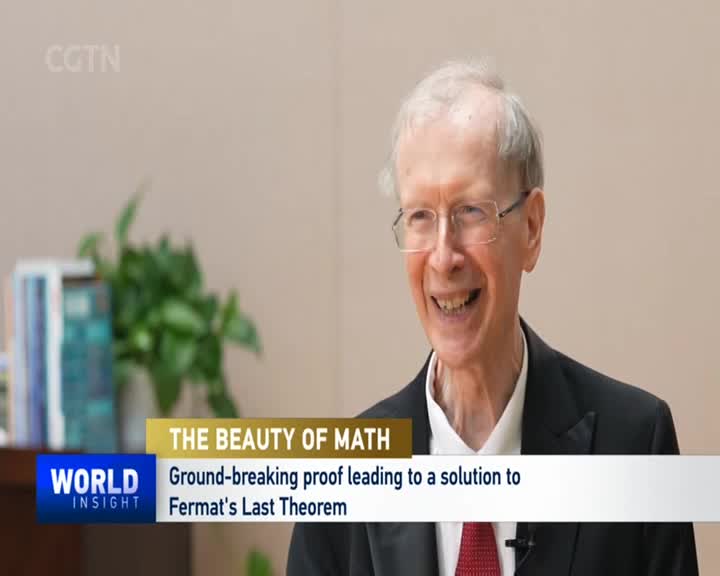 CGTN
THE BEAUTY OF MATH
WORLD
INSIGHT
Ground-breaking proof leading to a solution to
Fermat's Last Theorem